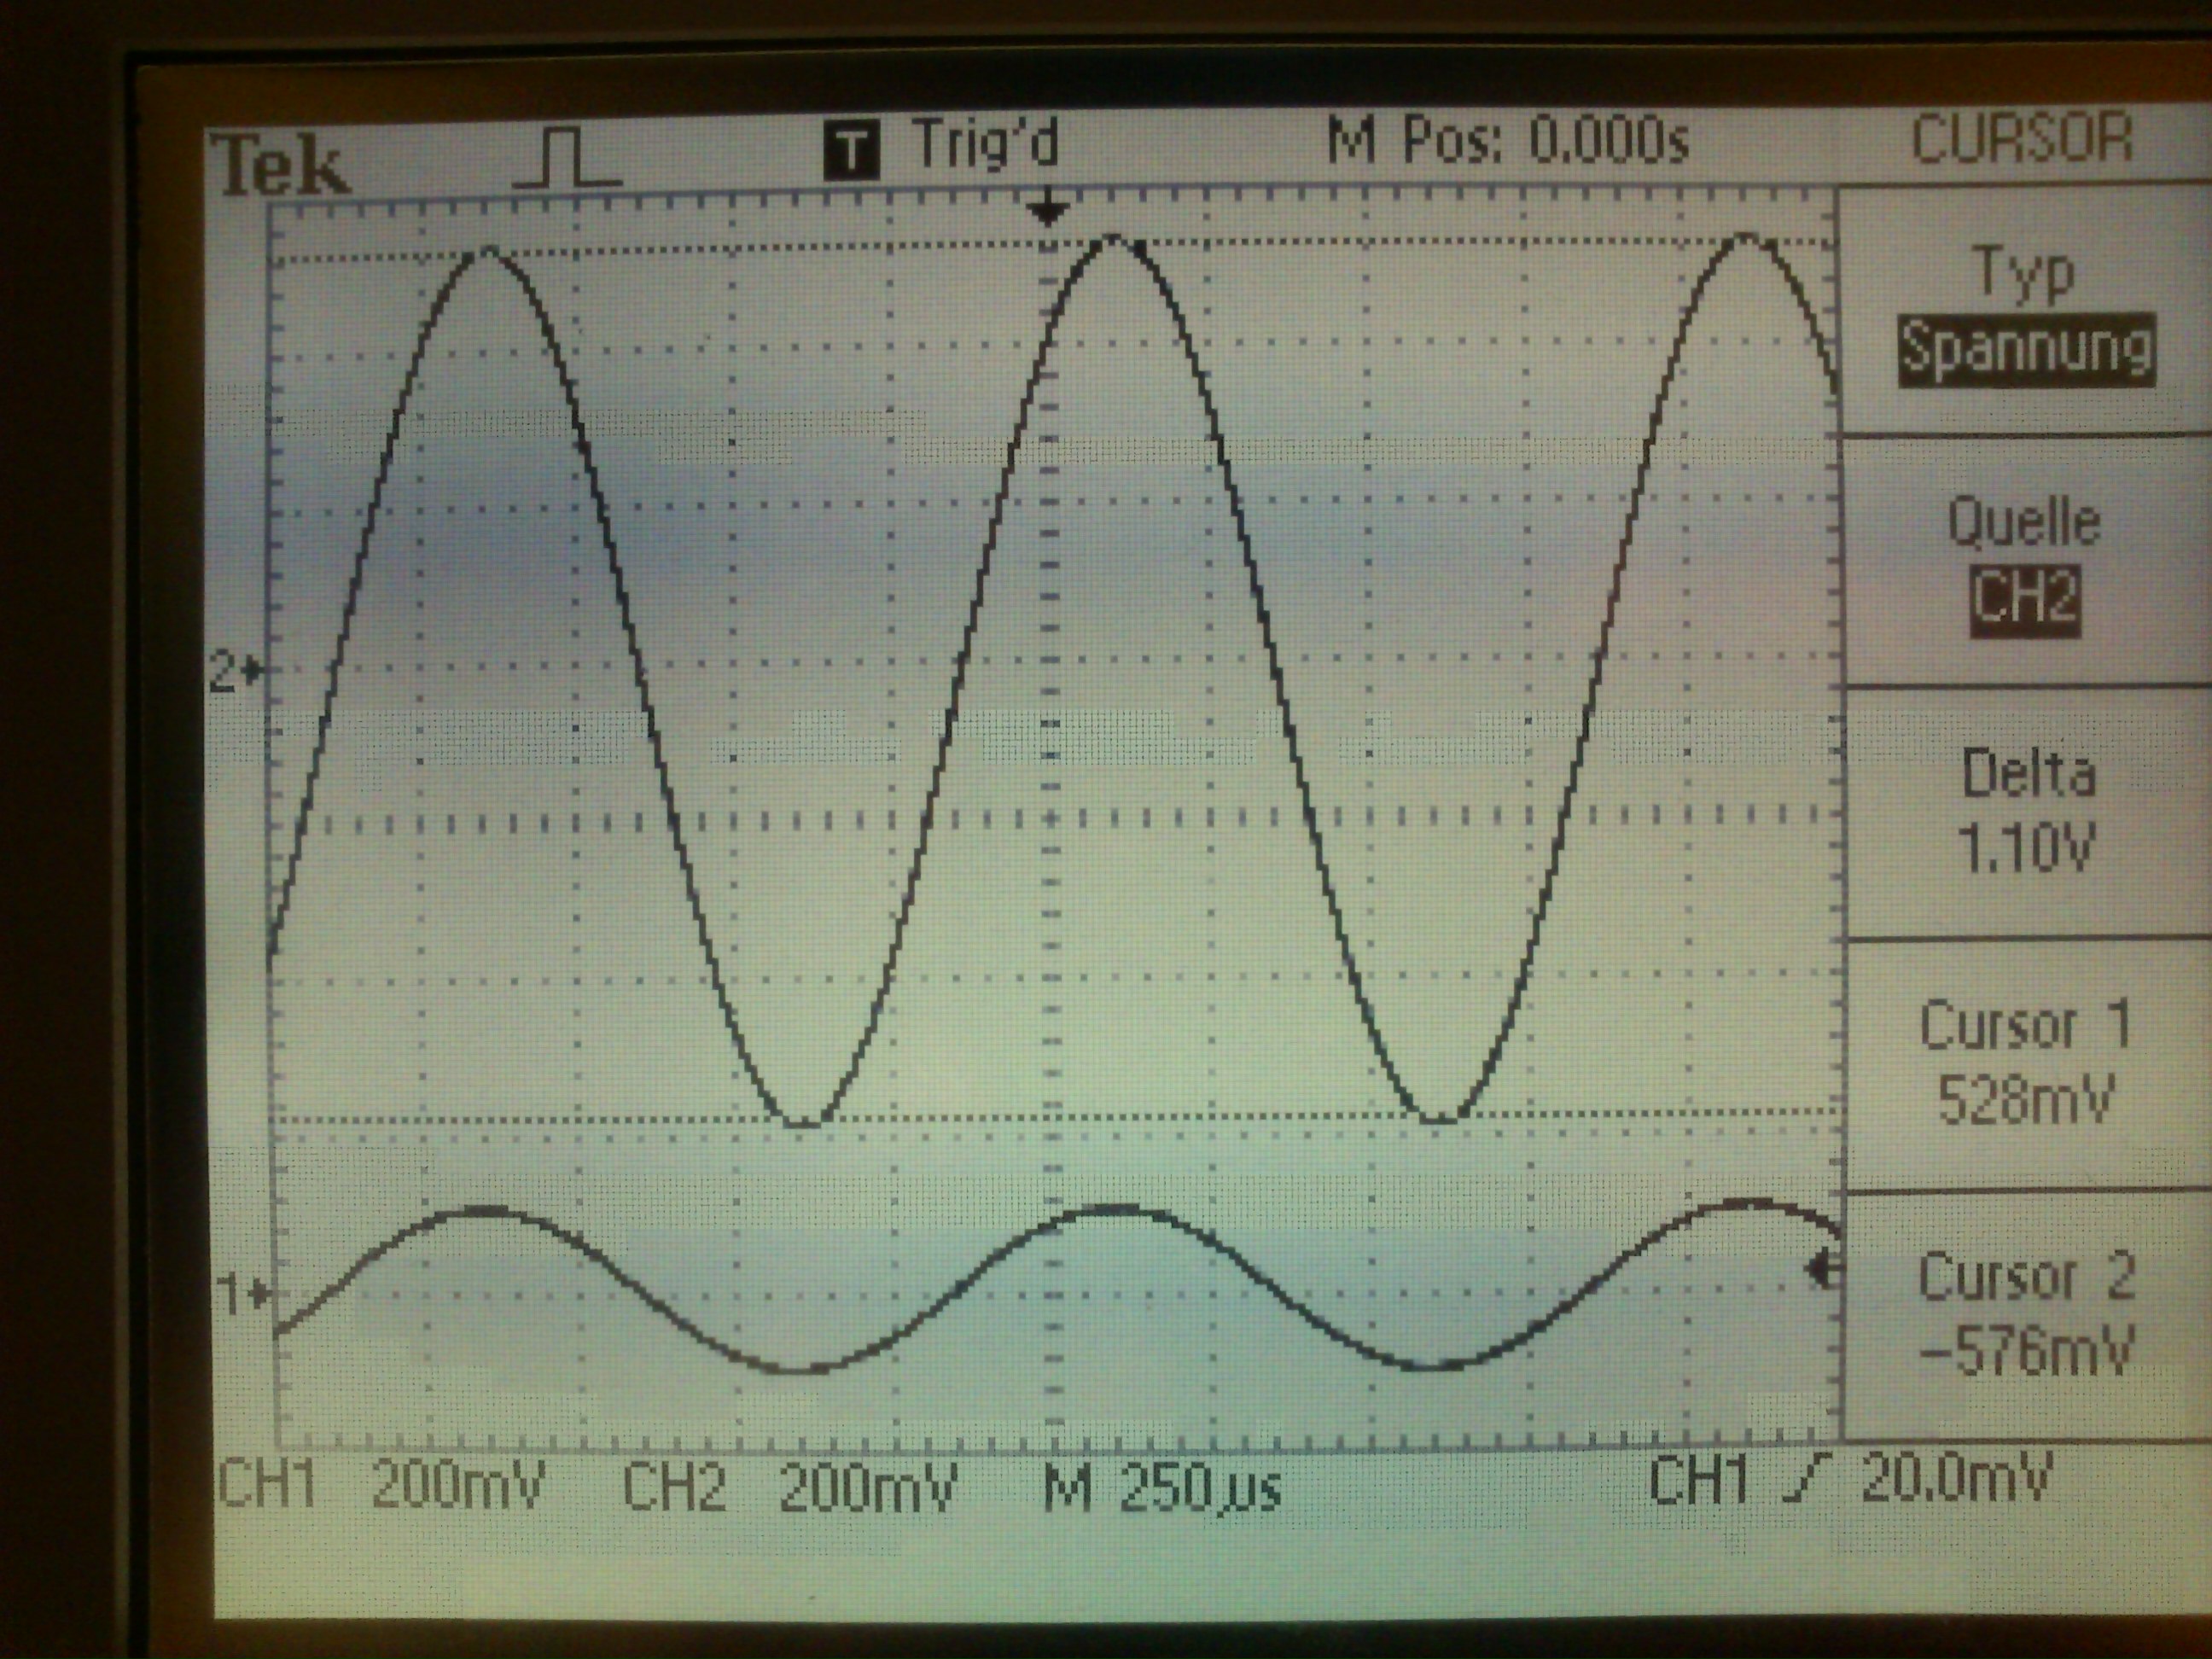 Tek T Trig'd M Pos: 0.000s CURSOR
Typ
Spannung
Quelle
CH2
2
Delta
1.10V
Cursor 1
528mV
1
Cursor 2
-576mV
CH1 200mV CH2 200mV M 250µs CH1 20.0mV